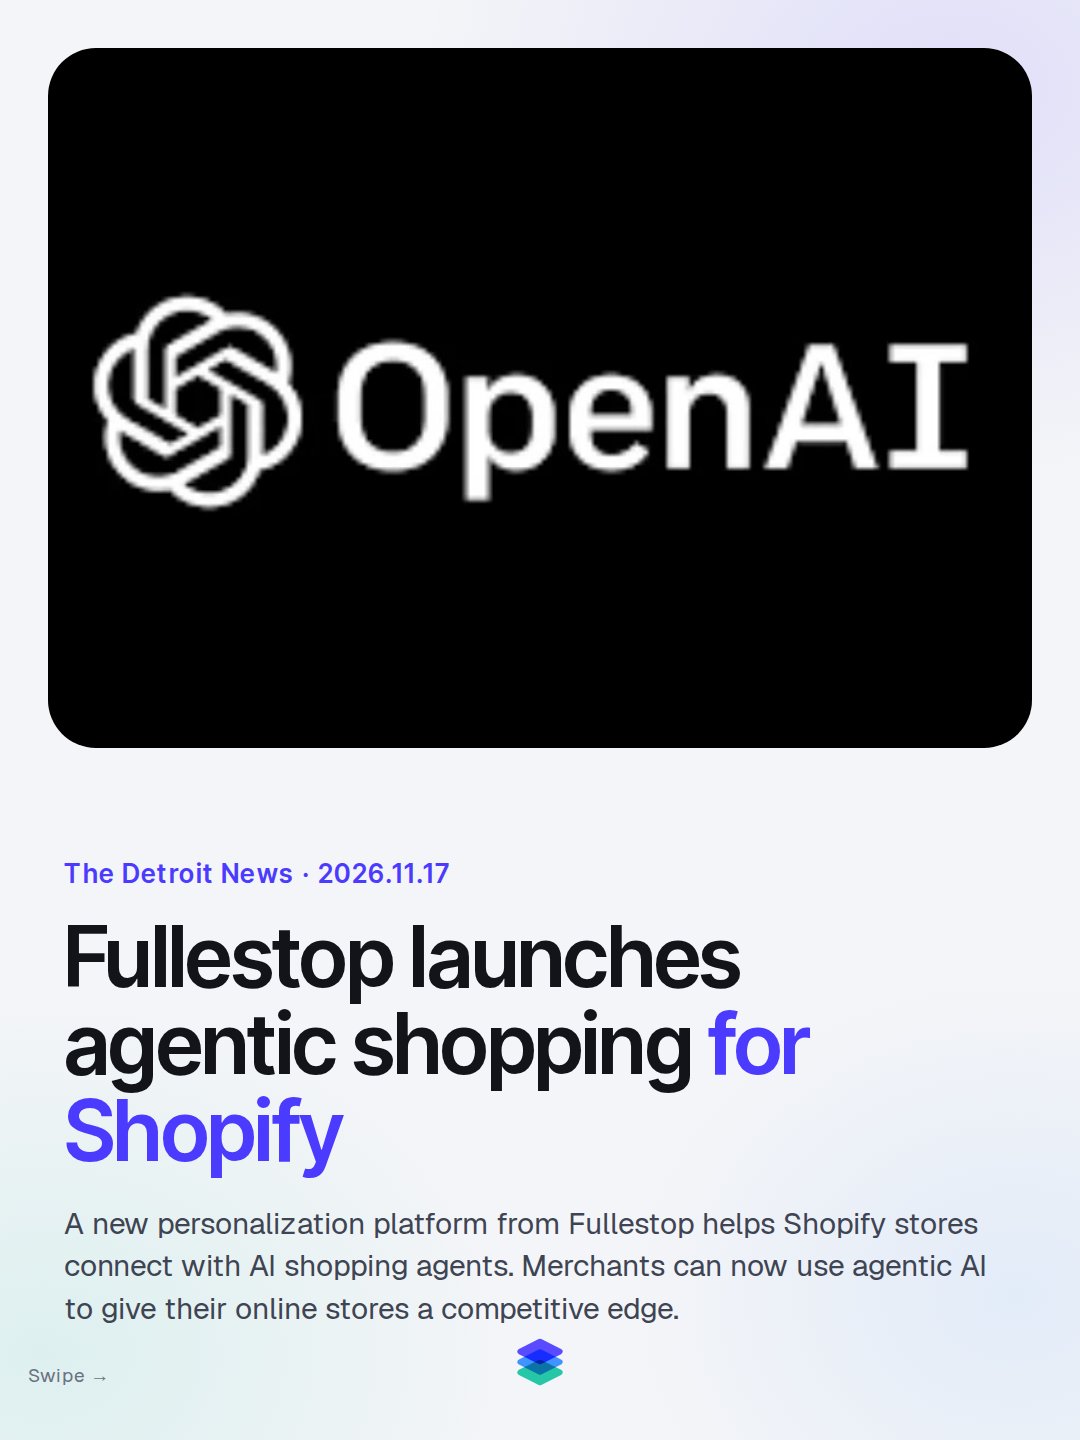 OpenAI
The Detroit News · 2026.11.17
Fullestop launches
agentic shopping for
Shopify
A new personalization platform from Fullestop helps Shopify stores
connect with AI shopping agents. Merchants can now use agentic AI
to give their online stores a competitive edge.
Swipe →